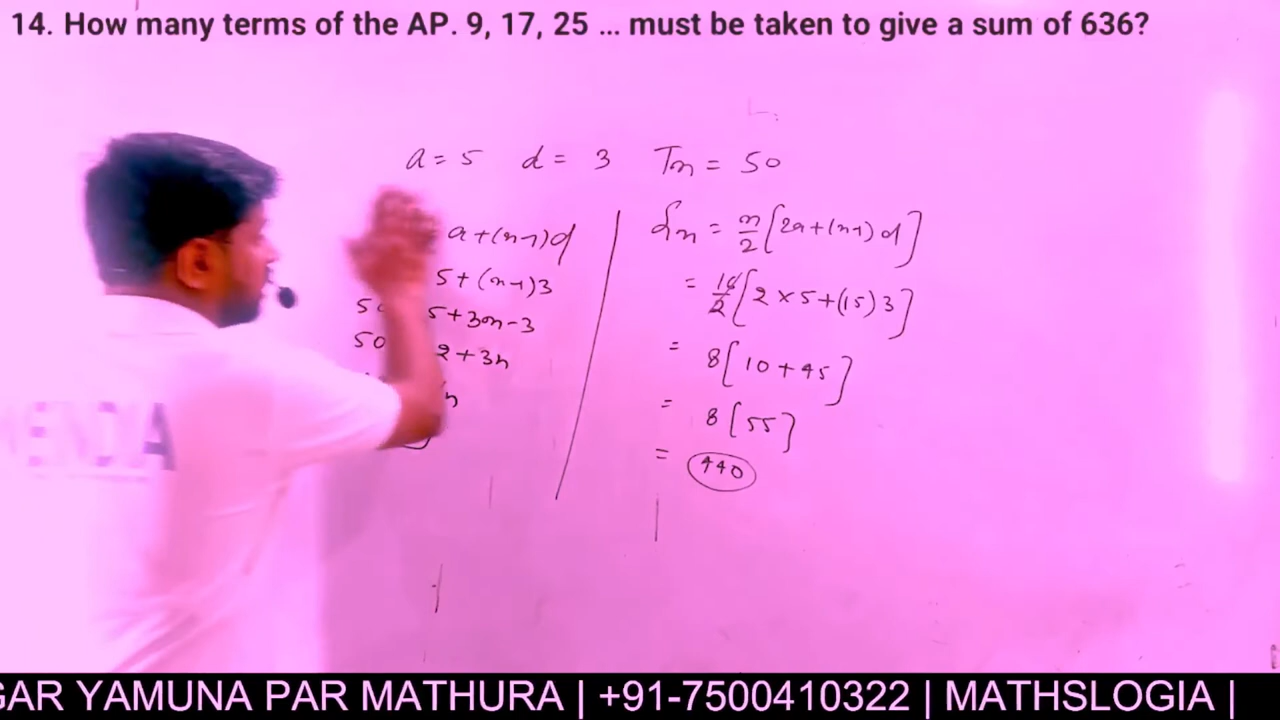 14. How many terms of the AP. 9, 17, 25 ... must be taken to give a sum of 636?
a = 5 d = 3 Tn = 50
a+(n-1)d
5+(n-1)3
5+3n-3
50 2+3n
n
Sn = n/2[2a+(n-1)d]
= 16/2[2×5+(15)3]
= 8[10+45]
= 8[55]
= 440
GAR YAMUNA PAR MATHURA | +91-7500410322 | MATHSLOGIA |